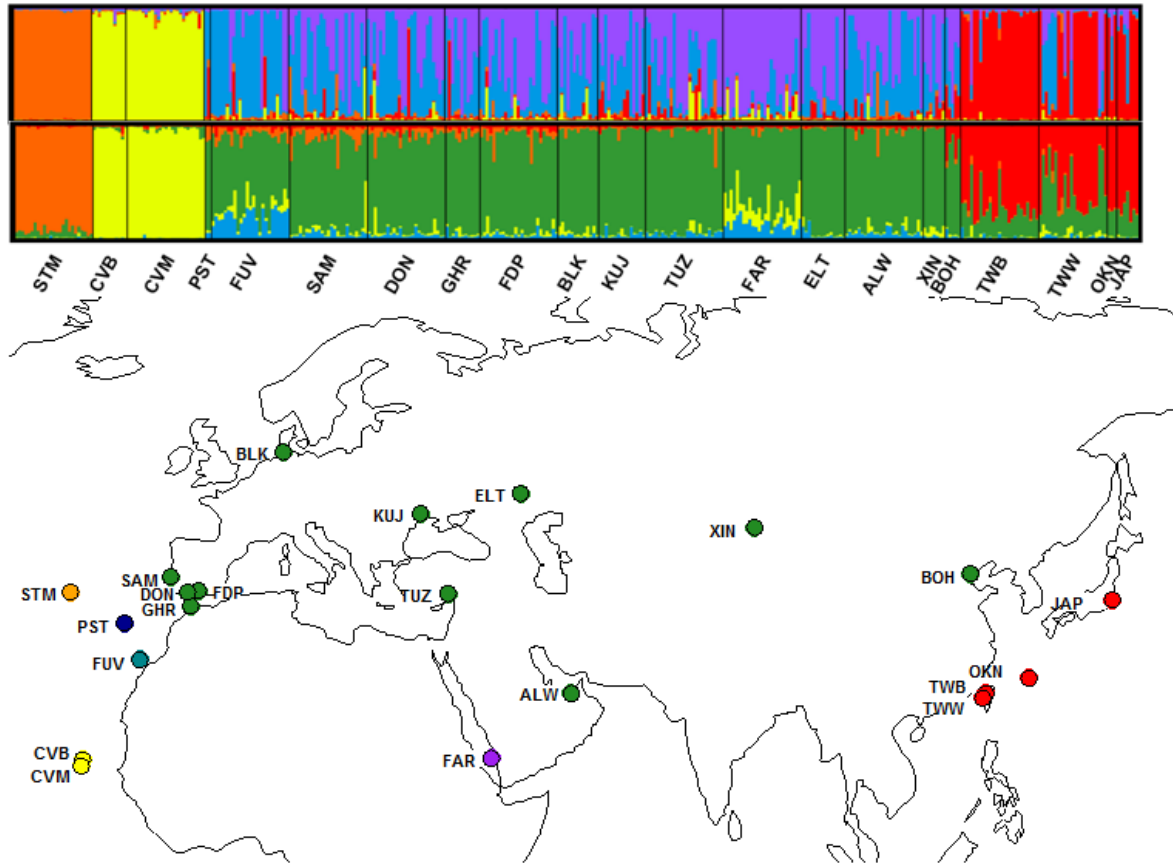 STM CVB CVM PST FUV SAM DON GHR FDP BLK KUJ TUZ FAR ELT ALW XIN BOH TWB TWW OKN JAP
BLK
ELT
KUJ
XIN
BOH
SAM
STM
DON
FDP
TUZ
JAP
GHR
PST
FUV
OKN
TWB
ALW
TWW
CVB
FAR
CVM